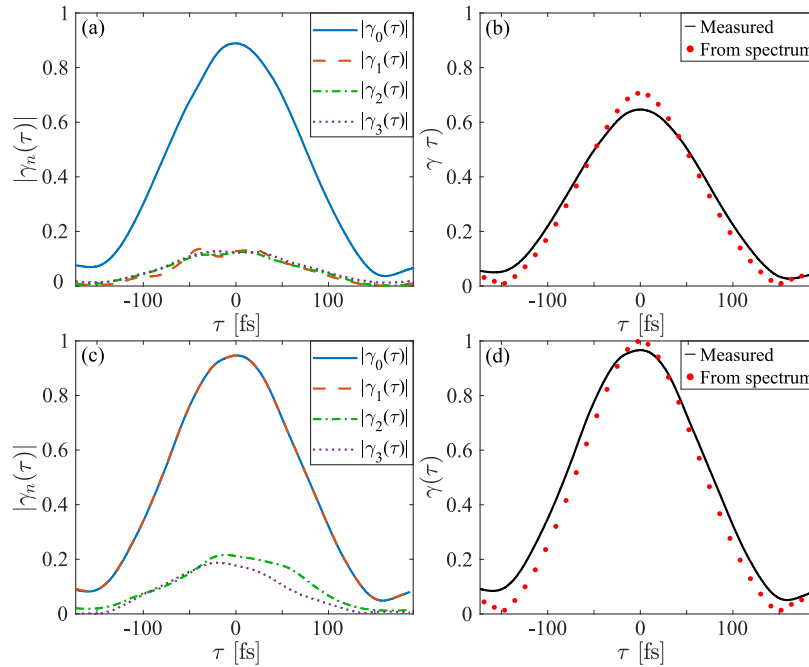 (a)
|γ₀(τ)|
|γ₁(τ)|
|γ₂(τ)|
|γ₃(τ)|
1
0.8
0.6
0.4
0.2
0
|γₙ(τ)|
-100 0 100
τ [fs]
(b)
Measured
From spectrum
1
0.8
0.6
0.4
0.2
0
γ τ)
-100 0 100
τ [fs]
(c)
|γ₀(τ)|
|γ₁(τ)|
|γ₂(τ)|
|γ₃(τ)|
1
0.8
0.6
0.4
0.2
0
|γₙ(τ)|
-100 0 100
τ [fs]
(d)
Measured
From spectrum
1
0.8
0.6
0.4
0.2
0
γ(τ)
-100 0 100
τ [fs]